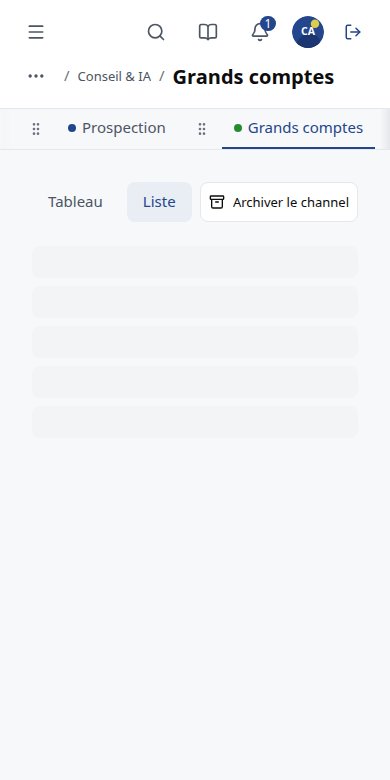 1
CA
... / Conseil & IA / Grands comptes
Prospection Grands comptes
Tableau Liste Archiver le channel